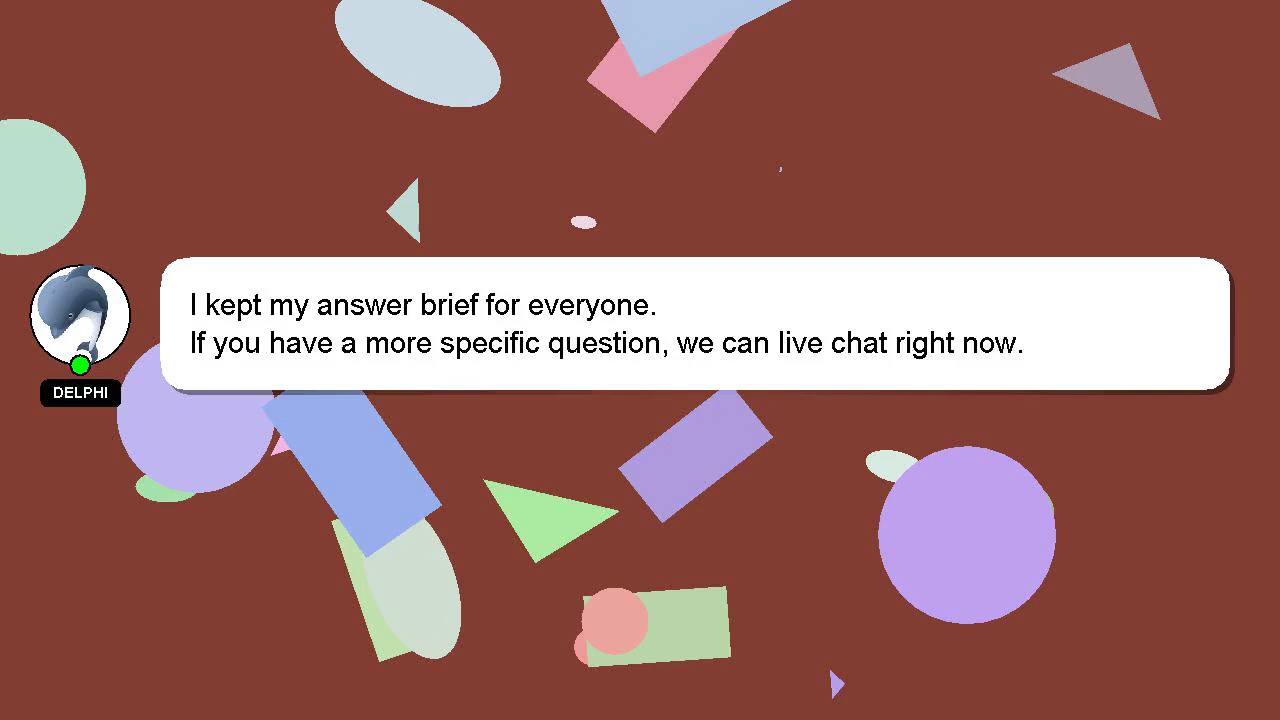 I kept my answer brief for everyone.
If you have a more specific question, we can live chat right now.
DELPHI